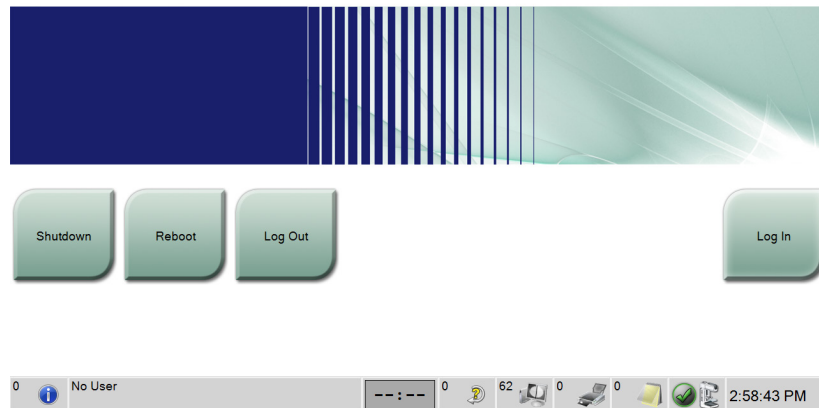 Shutdown
Reboot
Log Out
Log In
0
No User
--:--
0
62
0
0
2:58:43 PM